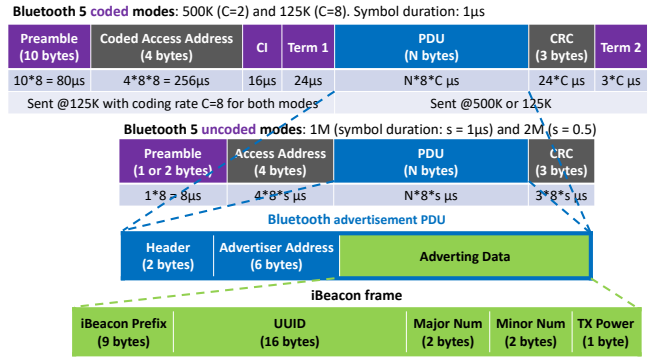 Bluetooth 5 coded modes: 500K (C=2) and 125K (C=8). Symbol duration: 1µs
Preamble Coded Access Address CI Term 1 PDU CRC Term 2
(10 bytes) (4 bytes) (N bytes) (3 bytes)
10*8 = 80µs 4*8*8 = 256µs 16µs 24µs N*8*C µs 24*C µs 3*C µs
Sent @125K with coding rate C=8 for both modes Sent @500K or 125K
Bluetooth 5 uncoded modes: 1M (symbol duration: s = 1µs) and 2M (s = 0.5)
Preamble Access Address PDU CRC
(1 or 2 bytes) (4 bytes) (N bytes) (3 bytes)
1*8 = 8µs 4*8*s µs N*8*s µs 3*8*s µs
Bluetooth advertisement PDU
Header Advertiser Address Adverting Data
(2 bytes) (6 bytes)
iBeacon frame
iBeacon Prefix UUID Major Num Minor Num TX Power
(9 bytes) (16 bytes) (2 bytes) (2 bytes) (1 byte)